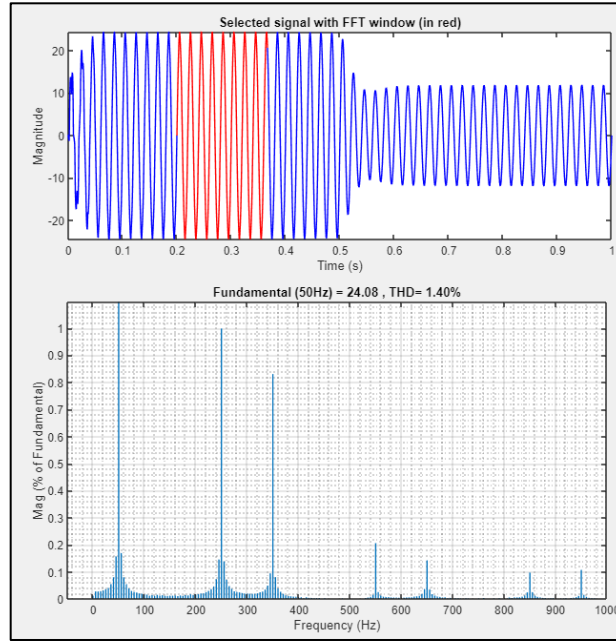 Selected signal with FFT window (in red)
20
10
0
-10
-20
Magnitude
0 0.1 0.2 0.3 0.4 0.5 0.6 0.7 0.8 0.9 1
Time (s)
Fundamental (50Hz) = 24.08 , THD= 1.40%
1
0.9
0.8
0.7
0.6
0.5
0.4
0.3
0.2
0.1
0
Mag (% of Fundamental)
0 100 200 300 400 500 600 700 800 900 1000
Frequency (Hz)